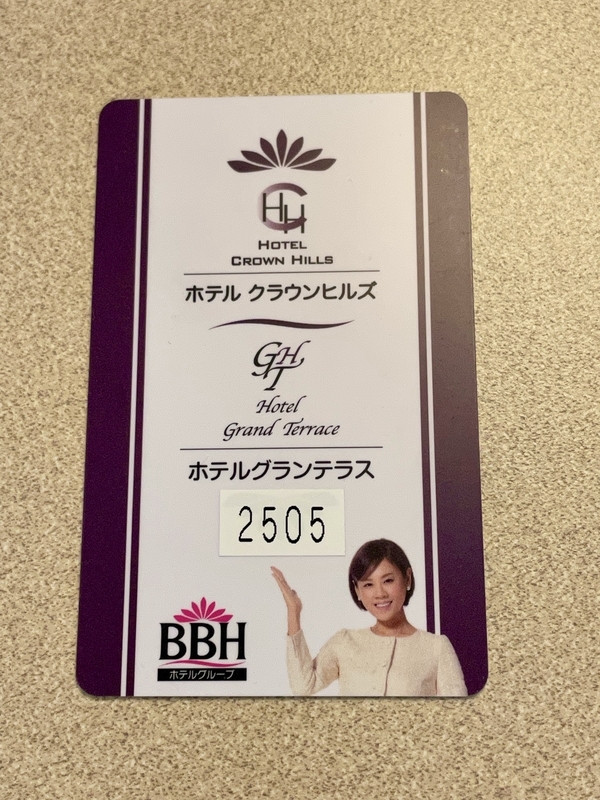 CHH
HOTEL
CROWN HILLS
ホテル クラウンヒルズ
GHT
Hotel
Grand Terrace
ホテルグランテラス
2505
BBH
ホテルグループ